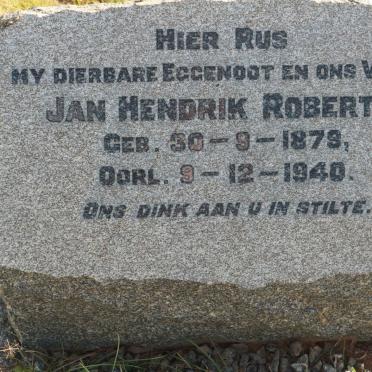 HIER RUS
MY DIERBARE EGGENOOT EN ONS V
JAN HENDRIK ROBERT
GEB. 30-9-1879,
OORL. 9-12-1940.
ONS DINK AAN U IN STILTE.